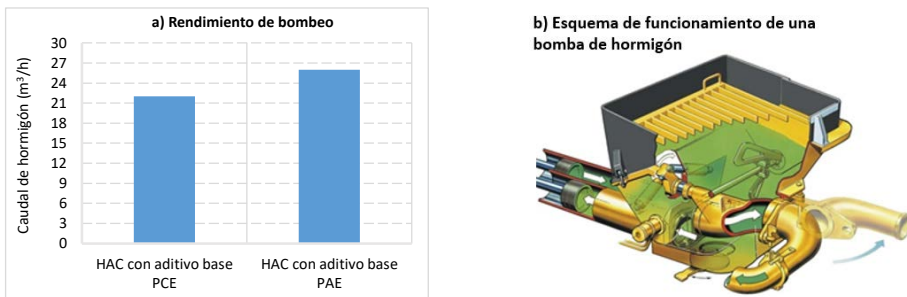 a) Rendimiento de bombeo
Caudal de hormigón (m³/h)
30
27
24
21
18
15
12
9
6
3
0
HAC con aditivo base
PCE
HAC con aditivo base
PAE
b) Esquema de funcionamiento de una
bomba de hormigón